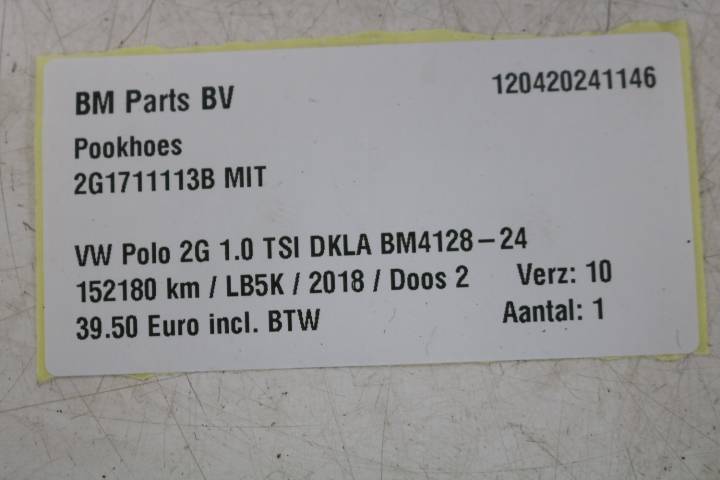 BM Parts BV 120420241146
Pookhoes
2G1711113B MIT
VW Polo 2G 1.0 TSI DKLA BM4128-24
152180 km / LB5K / 2018 / Doos 2 Verz: 10
39.50 Euro incl. BTW Aantal: 1